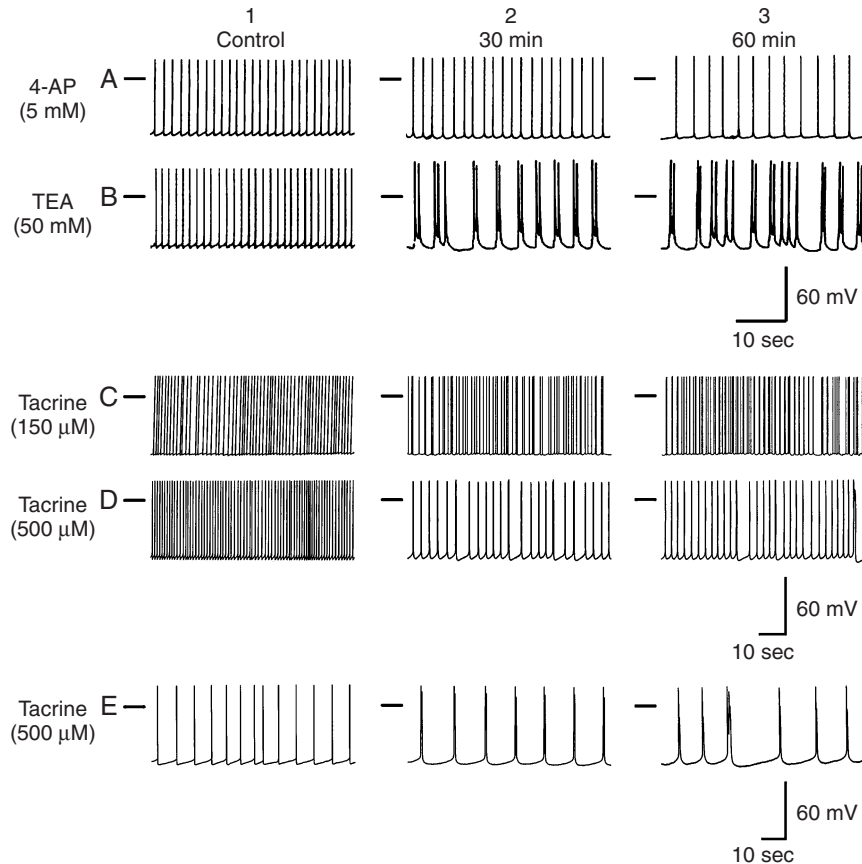 1
Control
2
30 min
3
60 min
4-AP
(5 mM)
A
TEA
(50 mM)
B
60 mV
10 sec
Tacrine
(150 μM)
C
Tacrine
(500 μM)
D
60 mV
10 sec
Tacrine
(500 μM)
E
60 mV
10 sec